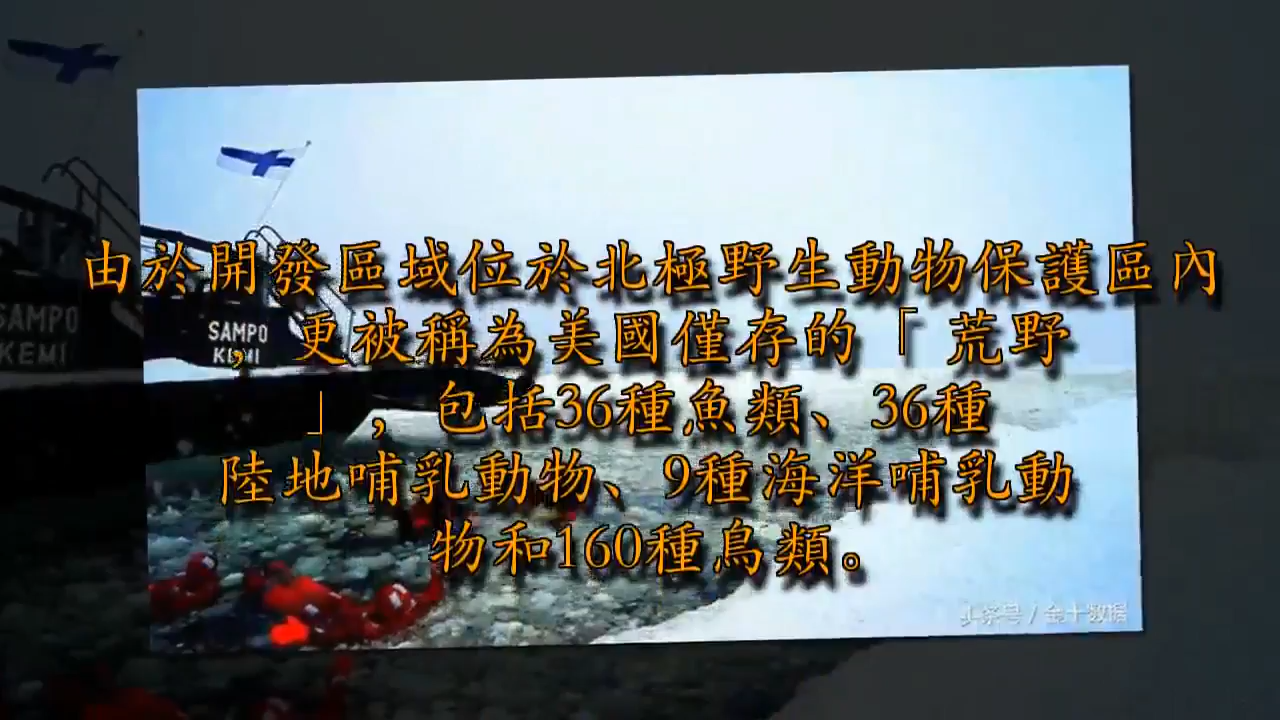 由於開發區域位於北極野生動物保護區內
，更被稱為美國僅存的「荒野
」，包括36種魚類、36種
陸地哺乳動物、9種海洋哺乳動
物和160種鳥類。
SAMPO
KEMI
SAMPO
KEMI
头条号 / 金十数据